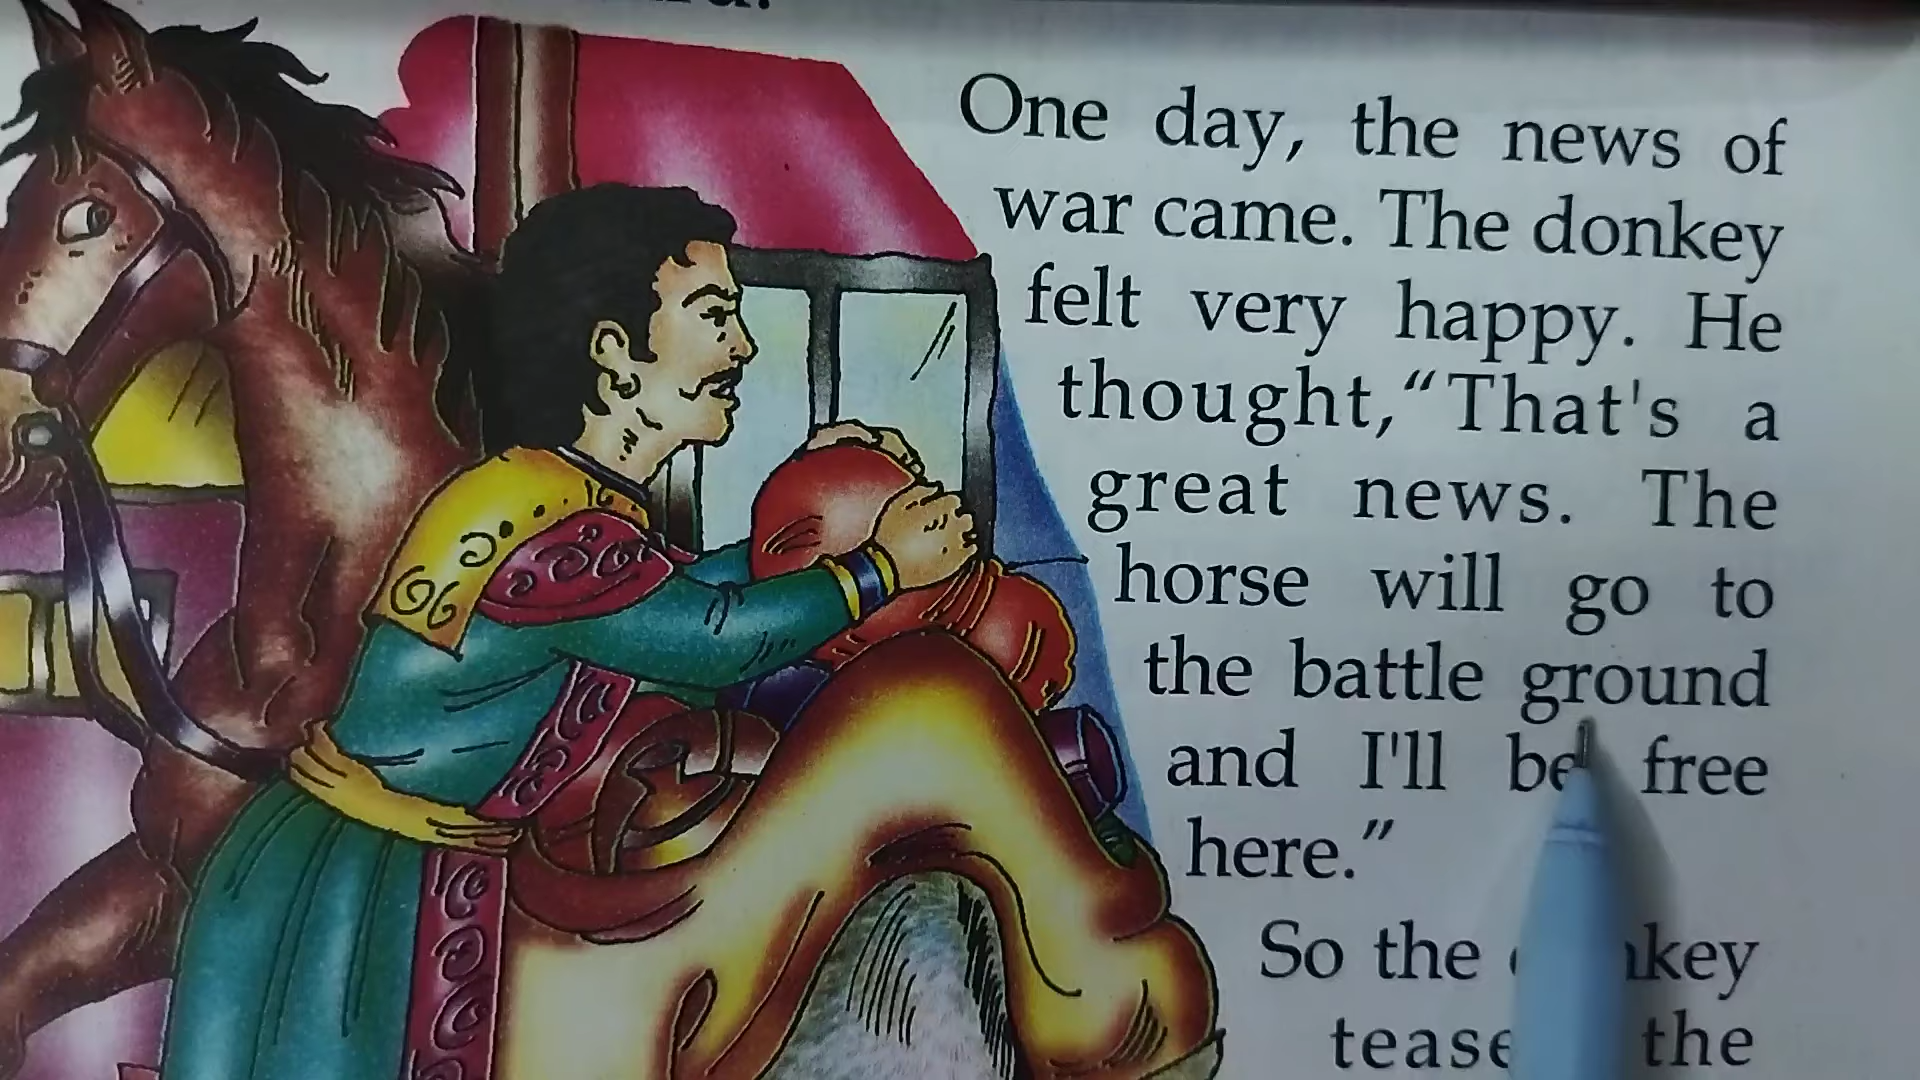 One day, the news of
war came. The donkey
felt very happy. He
thought, “That's a
great news. The
horse will go to
the battle ground
and I'll be free
here.”
So the
the